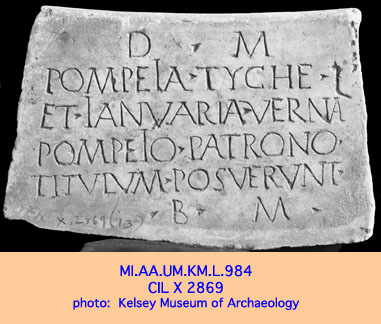 D · M
POMPEIA · TYCHE · L
ET · IANVARIA · VERNA
POMPEIO · PATRONO ·
TITVLVM · POSVERVNT ·
X.2869
· B · M ·
MI.AA.UM.KM.L.984
CIL X 2869
photo: Kelsey Museum of Archaeology